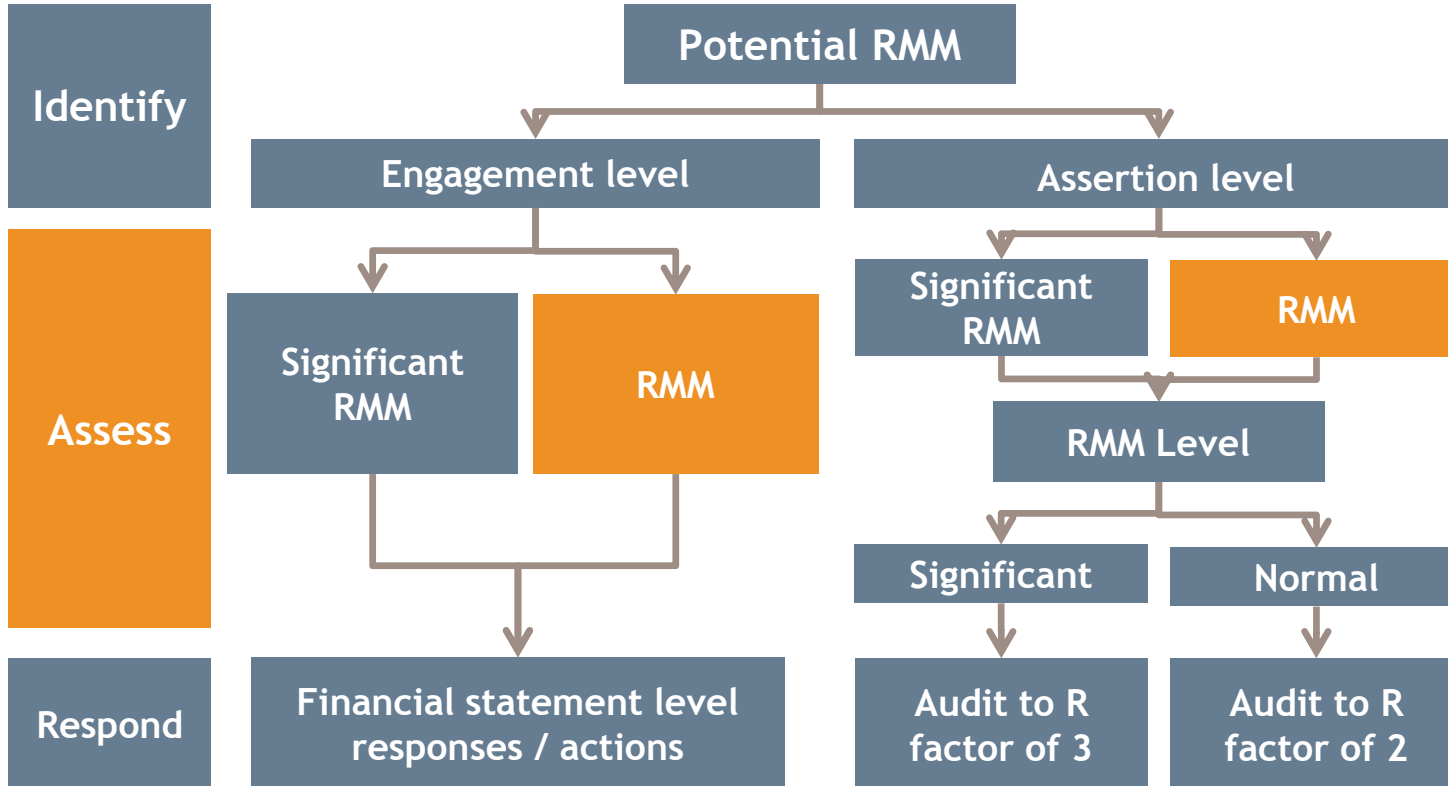 Potential RMM
Identify
Engagement level
Assertion level
Assess
Significant
RMM
RMM
Significant
RMM
RMM
RMM Level
Significant
Normal
Respond
Financial statement level
responses / actions
Audit to R
factor of 3
Audit to R
factor of 2